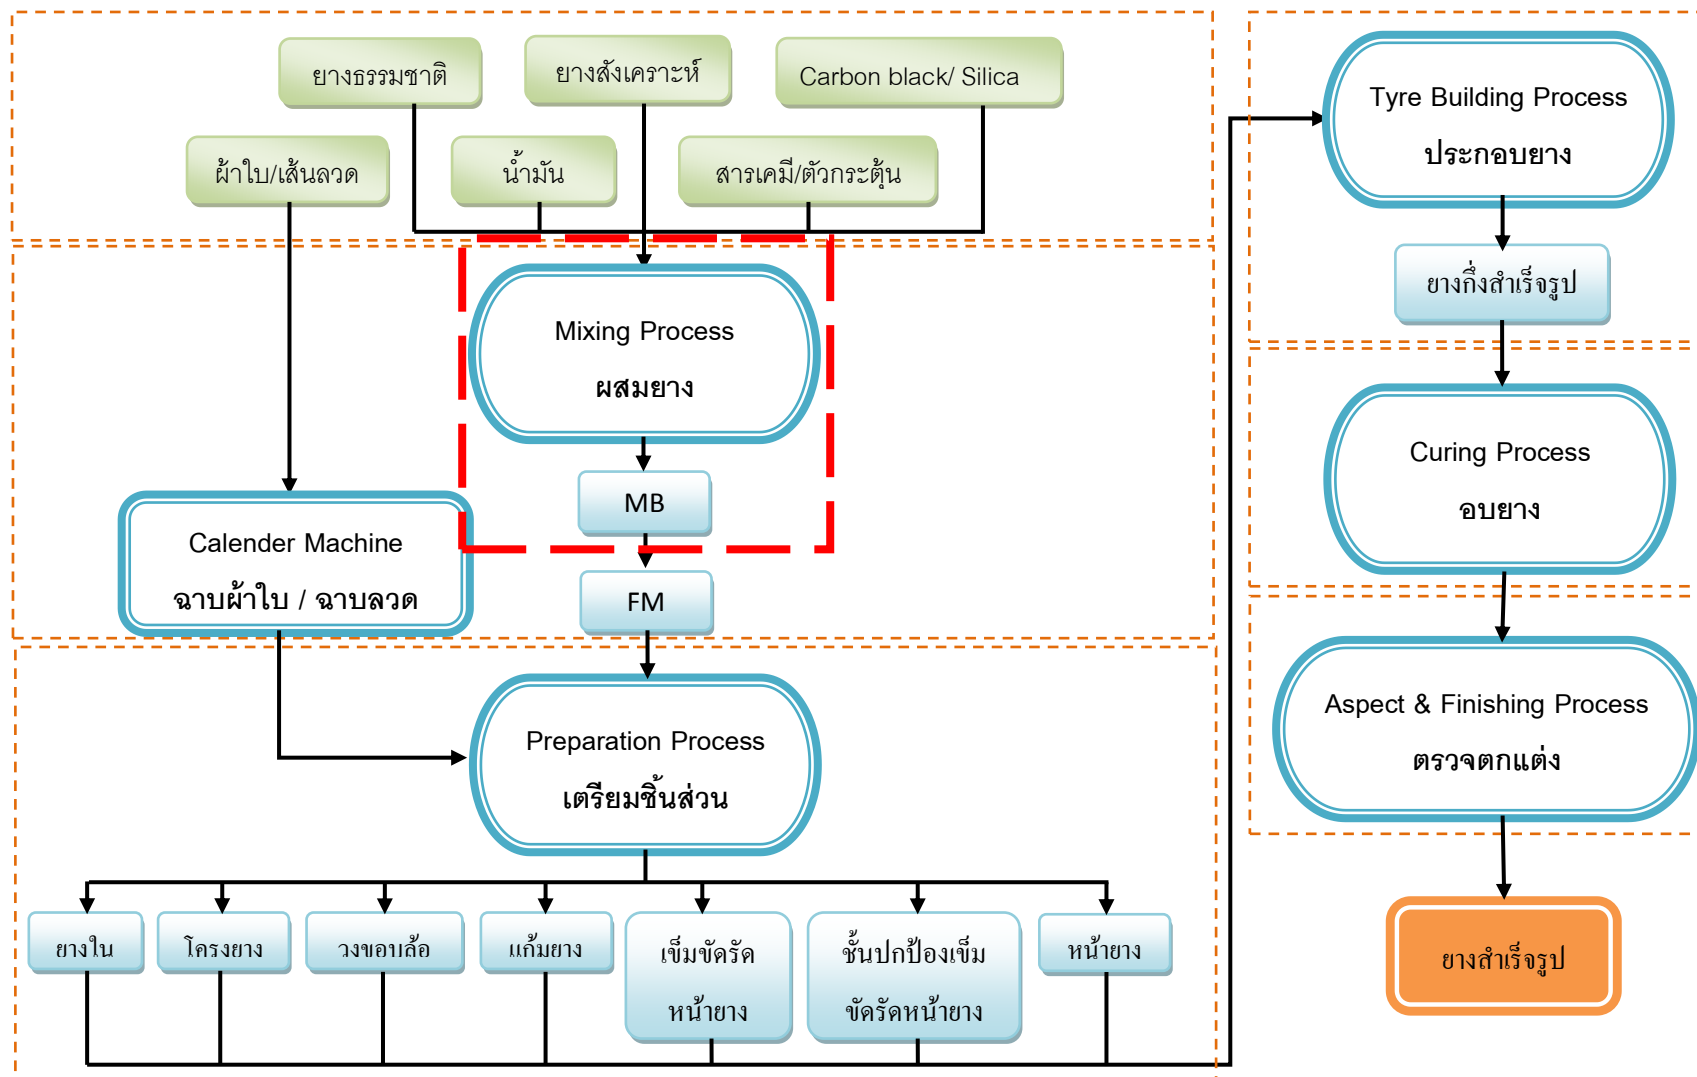 ยางธรรมชาติ
ยางสังเคราะห์
Carbon black/ Silica
ผ้าใบ/เส้นลวด
น้ำมัน
สารเคมี/ตัวกระตุ้น
Mixing Process
ผสมยาง
MB
FM
Calender Machine
ฉาบผ้าใบ / ฉาบลวด
Preparation Process
เตรียมชิ้นส่วน
ยางใน
โครงยาง
วงขอบล้อ
แก้มยาง
เข็มขัดรัด
หน้ายาง
ชั้นปกป้องเข็ม
ขัดรัดหน้ายาง
หน้ายาง
Tyre Building Process
ประกอบยาง
ยางกึ่งสำเร็จรูป
Curing Process
อบยาง
Aspect & Finishing Process
ตรวจตกแต่ง
ยางสำเร็จรูป